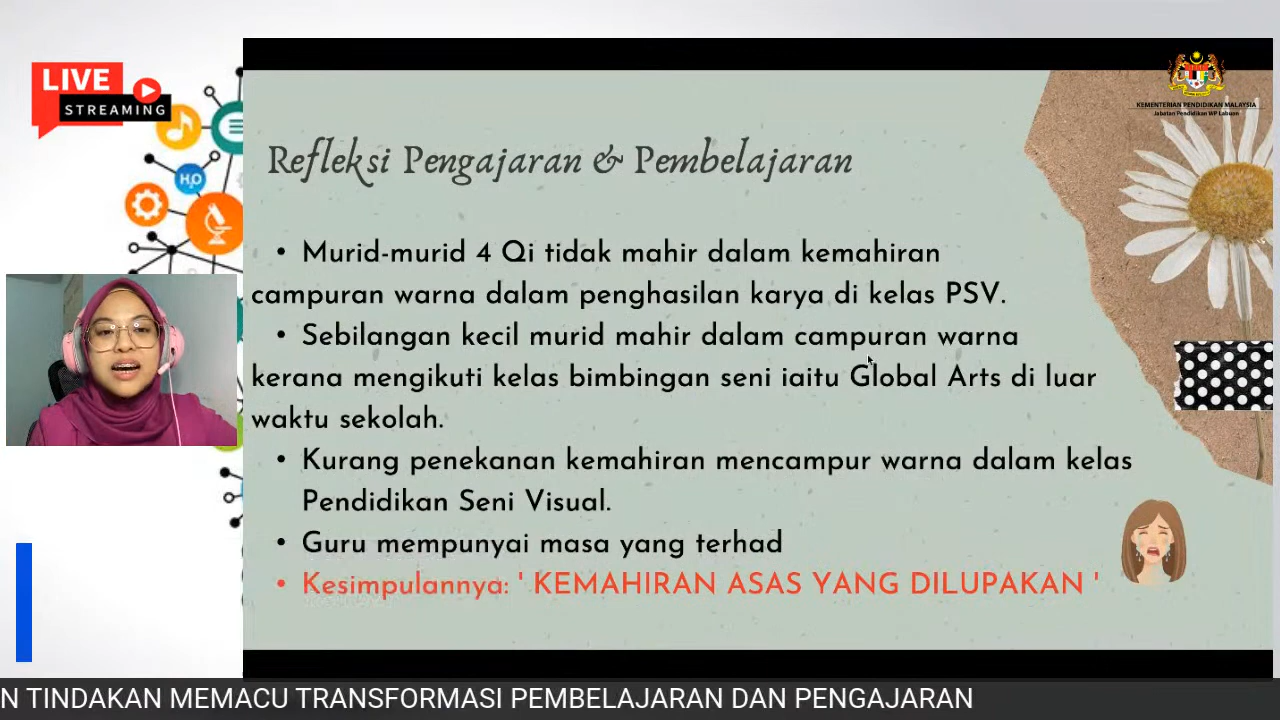 LIVE
STREAMING
H2O
KEMENTERIAN PENDIDIKAN MALAYSIA
Jabatan Pendidikan WP Labuan
Refleksi Pengajaran & Pembelajaran
• Murid-murid 4 Qi tidak mahir dalam kemahiran
campuran warna dalam penghasilan karya di kelas PSV.
• Sebilangan kecil murid mahir dalam campuran warna
kerana mengikuti kelas bimbingan seni iaitu Global Arts di luar
waktu sekolah.
• Kurang penekanan kemahiran mencampur warna dalam kelas
Pendidikan Seni Visual.
• Guru mempunyai masa yang terhad
• Kesimpulannya: ' KEMAHIRAN ASAS YANG DILUPAKAN '
N TINDAKAN MEMACU TRANSFORMASI PEMBELAJARAN DAN PENGAJARAN